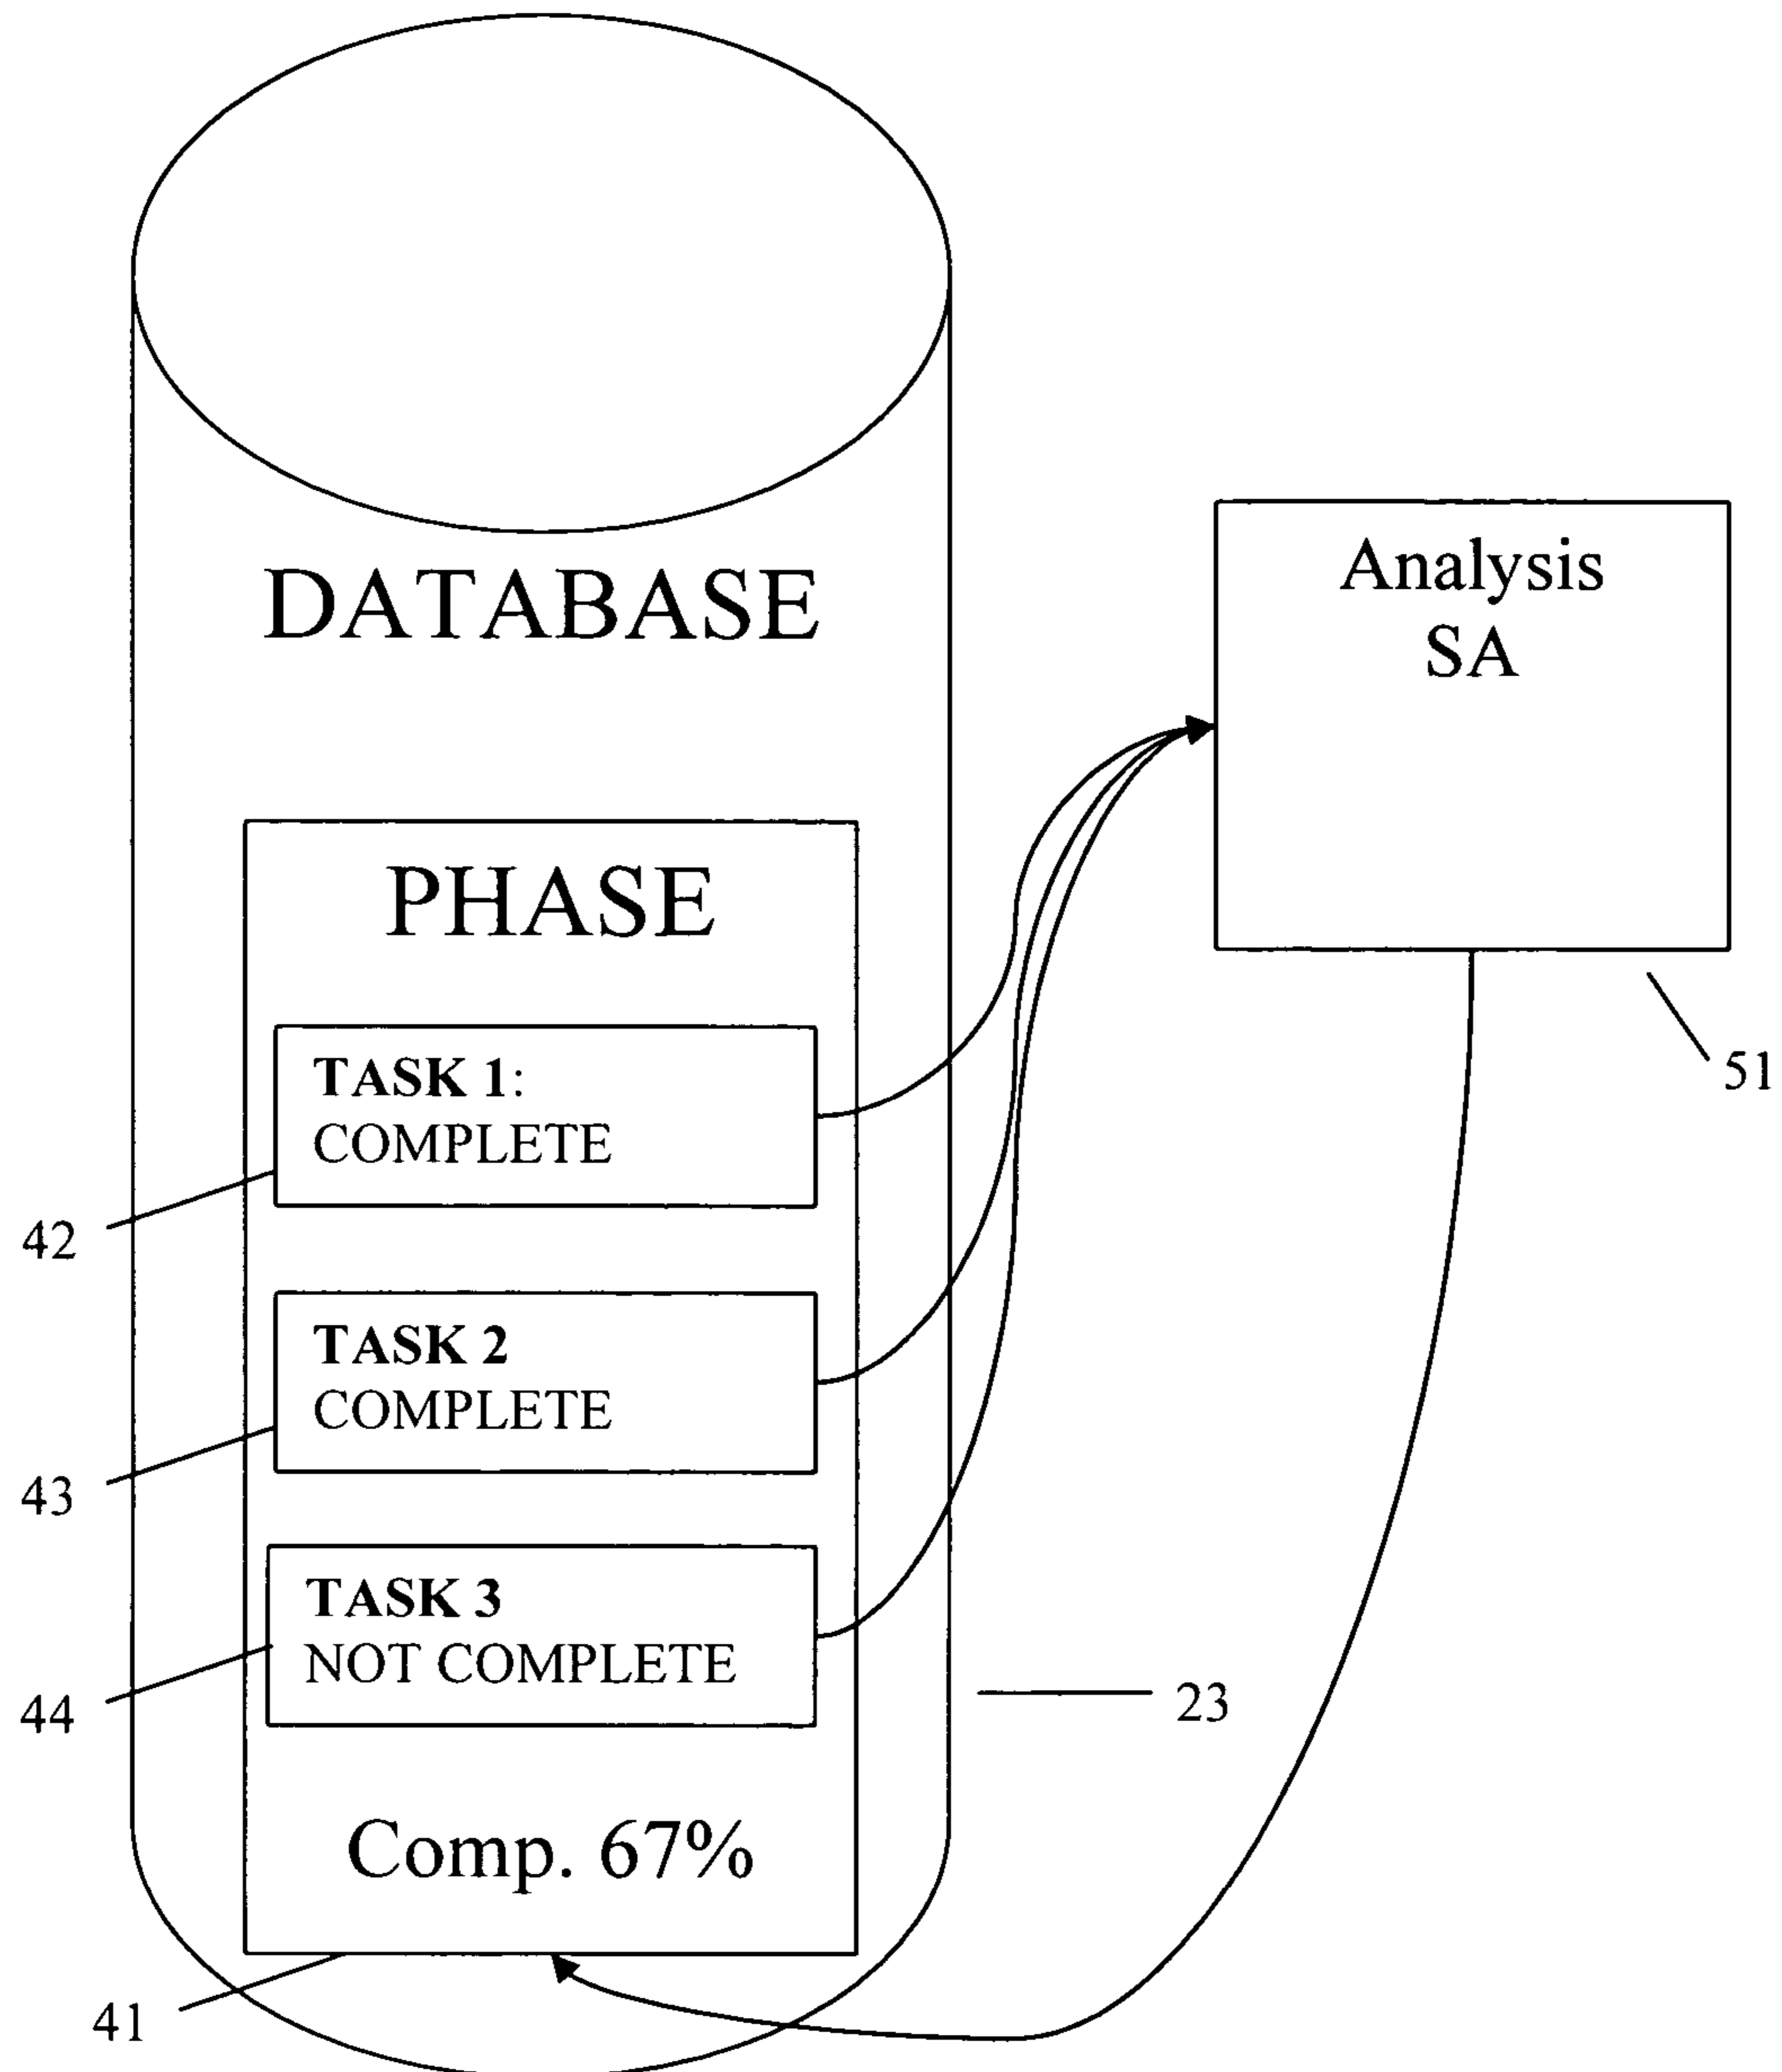 DATABASE
Analysis
SA
PHASE
TASK 1:
COMPLETE
51
42
TASK 2
COMPLETE
43
TASK 3
NOT COMPLETE
44
23
Comp. 67%
41